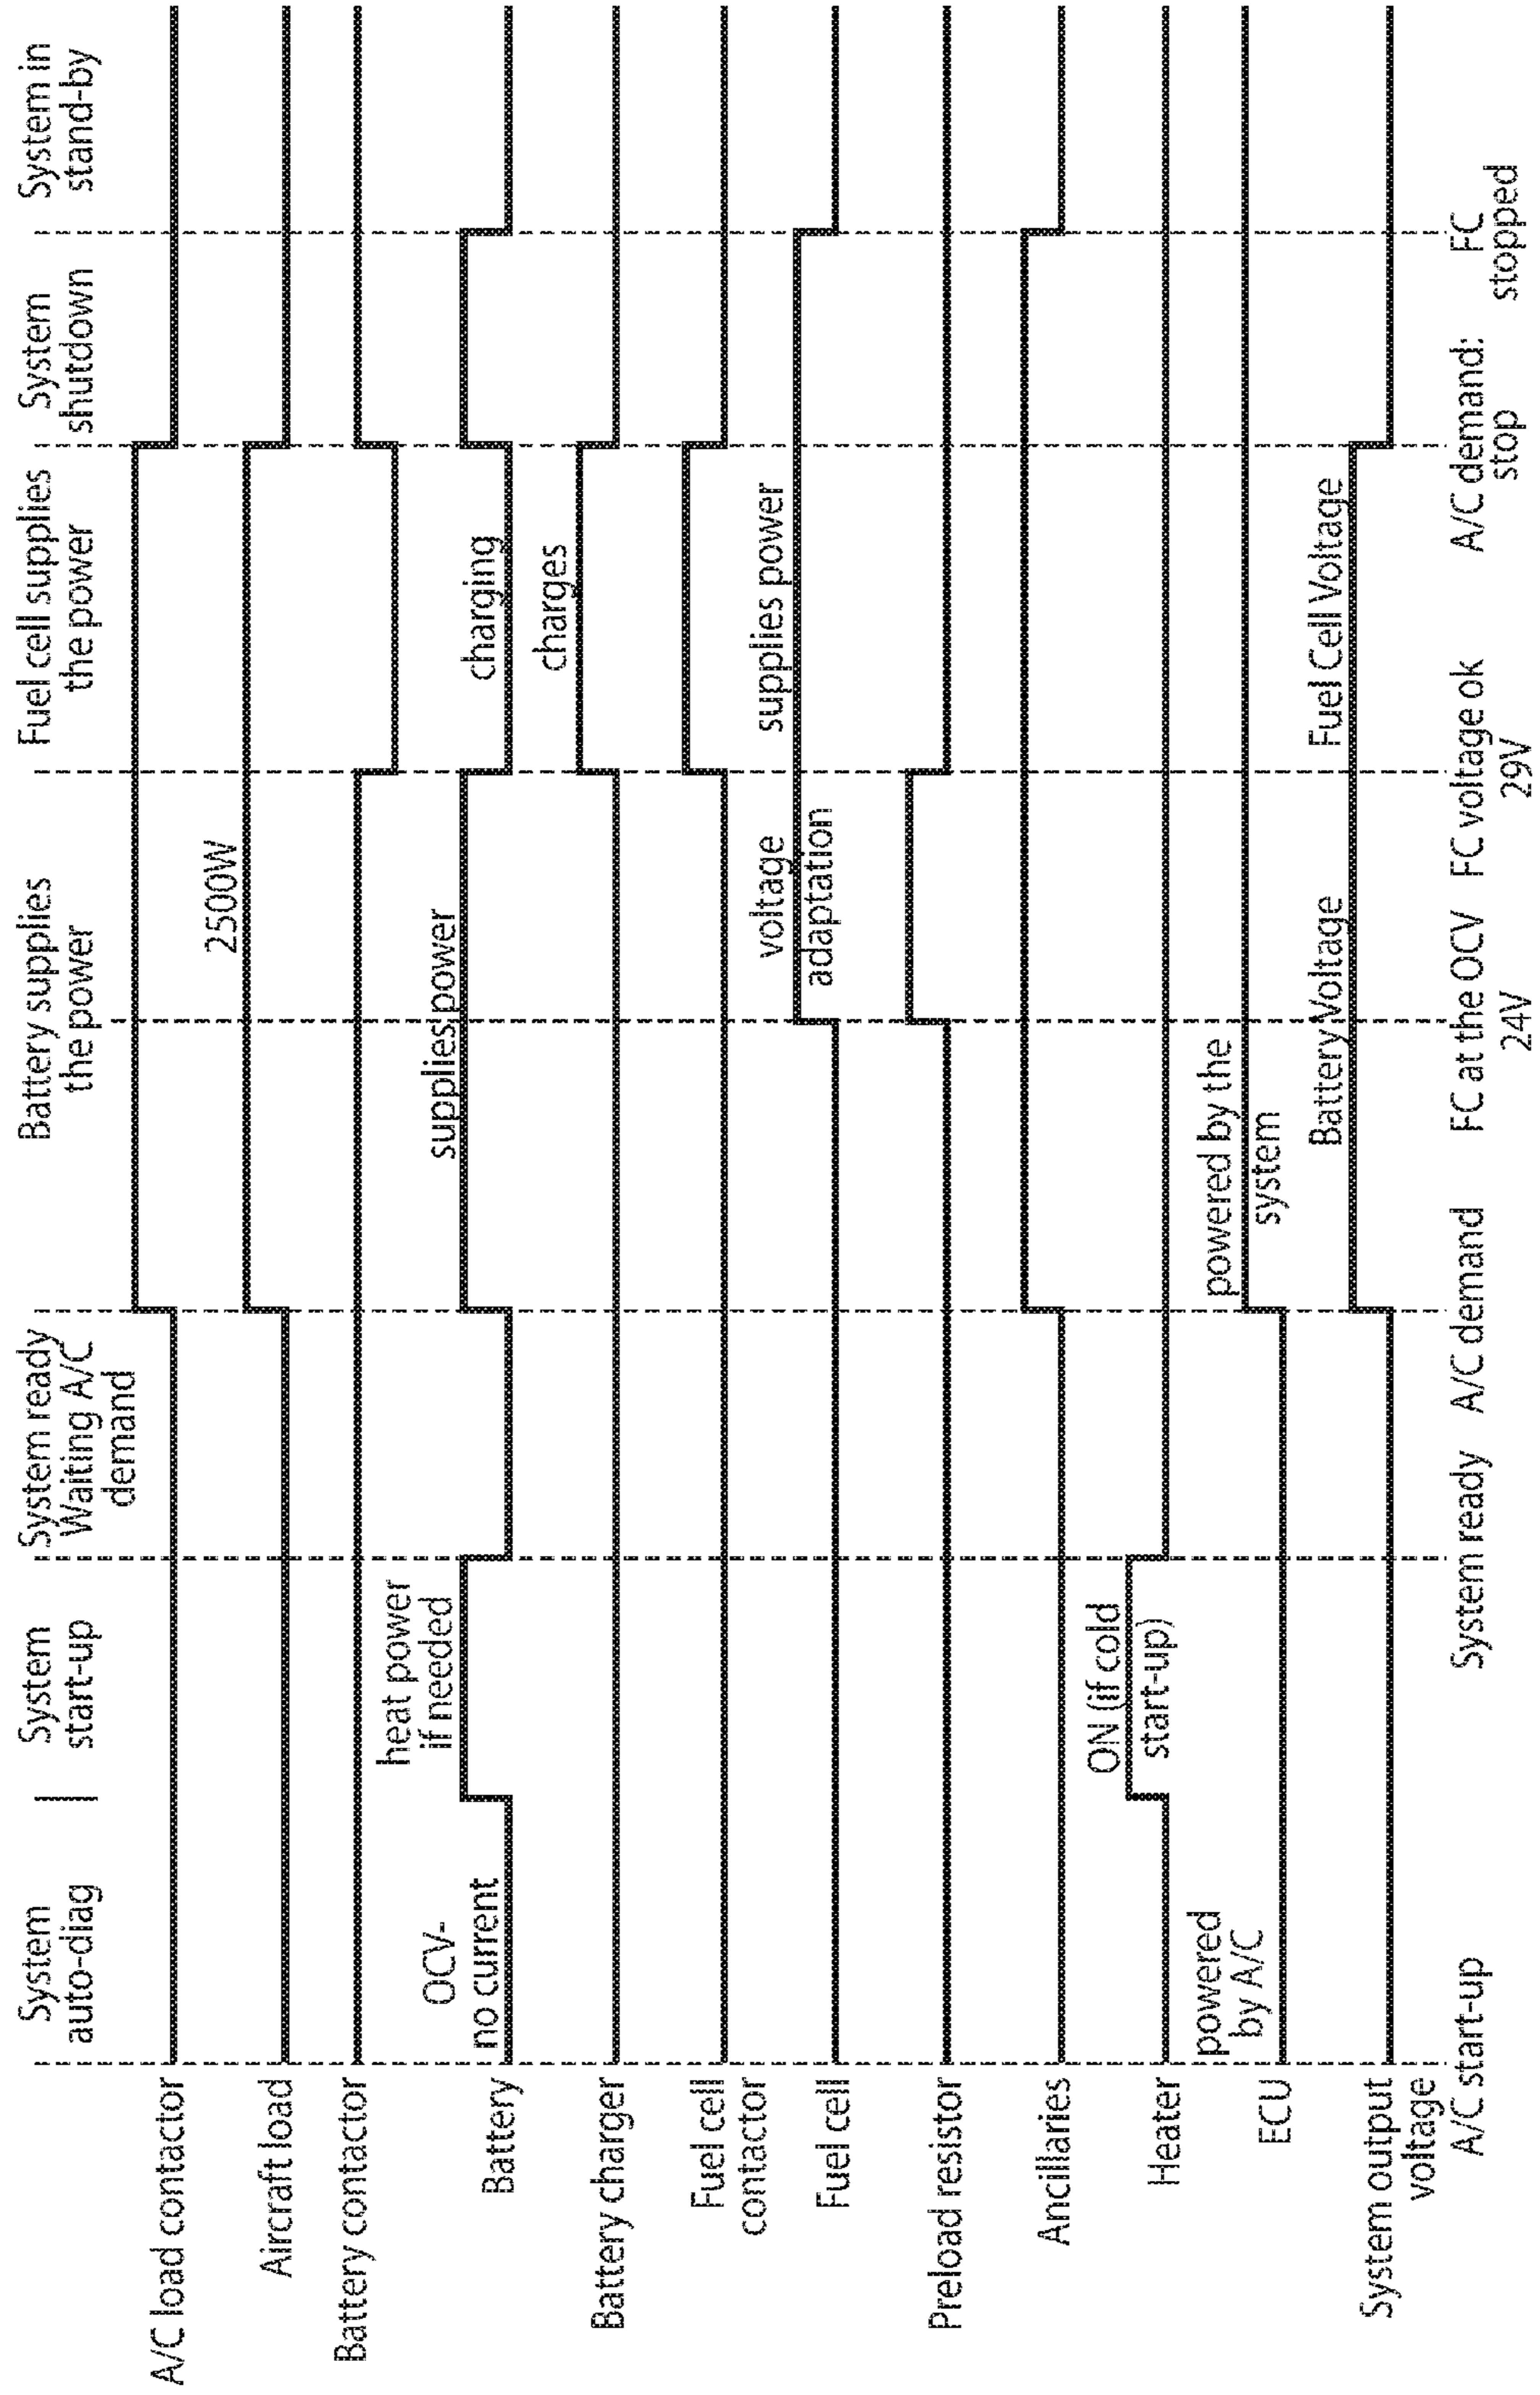 System
auto-diag
System
start-up
System ready
Waiting A/C
demand
Battery supplies
the power
Fuel cell supplies
the power
System
shutdown
System in
stand-by
A/C load contactor
Aircraft load
2500W
Battery contactor
Battery
OCV-
no current
heat power
if needed
supplies power
charging
Battery charger
charges
Fuel cell
contactor
Fuel cell
voltage
adaptation
supplies power
Preload resistor
Ancillaries
Heater
ON (if cold
start-up)
ECU
powered
by A/C
powered by the
system
System output
voltage
Battery Voltage
Fuel Cell Voltage
A/C start-up
System ready
A/C demand
FC at the OCV
24V
FC voltage ok
29V
A/C demand:
stop
FC
stopped